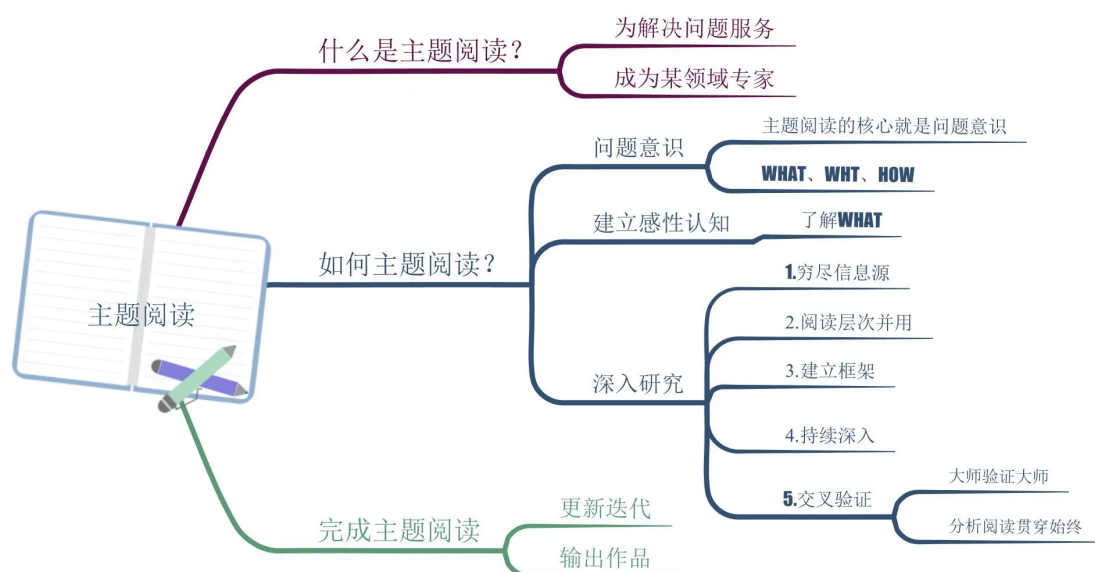 主题阅读
什么是主题阅读？
为解决问题服务
成为某领域专家
如何主题阅读？
问题意识
主题阅读的核心就是问题意识
WHAT、WHT、HOW
建立感性认知
了解WHAT
深入研究
1.穷尽信息源
2.阅读层次并用
3.建立框架
4.持续深入
5.交叉验证
大师验证大师
分析阅读贯穿始终
完成主题阅读
更新迭代
输出作品